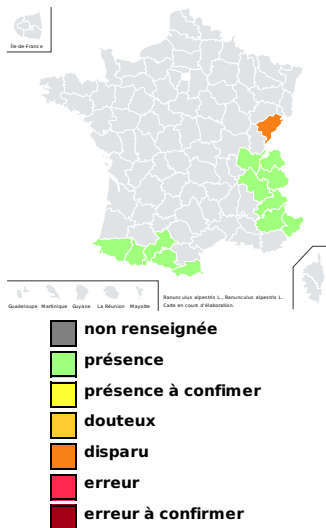 Île-de-France
Guadeloupe Martinique Guyane La Réunion Mayotte
Ranunculus alpestris L., Ranunculus alpestris L.
Carte en cours d'élaboration.
non renseignée
présence
présence à confimer
douteux
disparu
erreur
erreur à confirmer